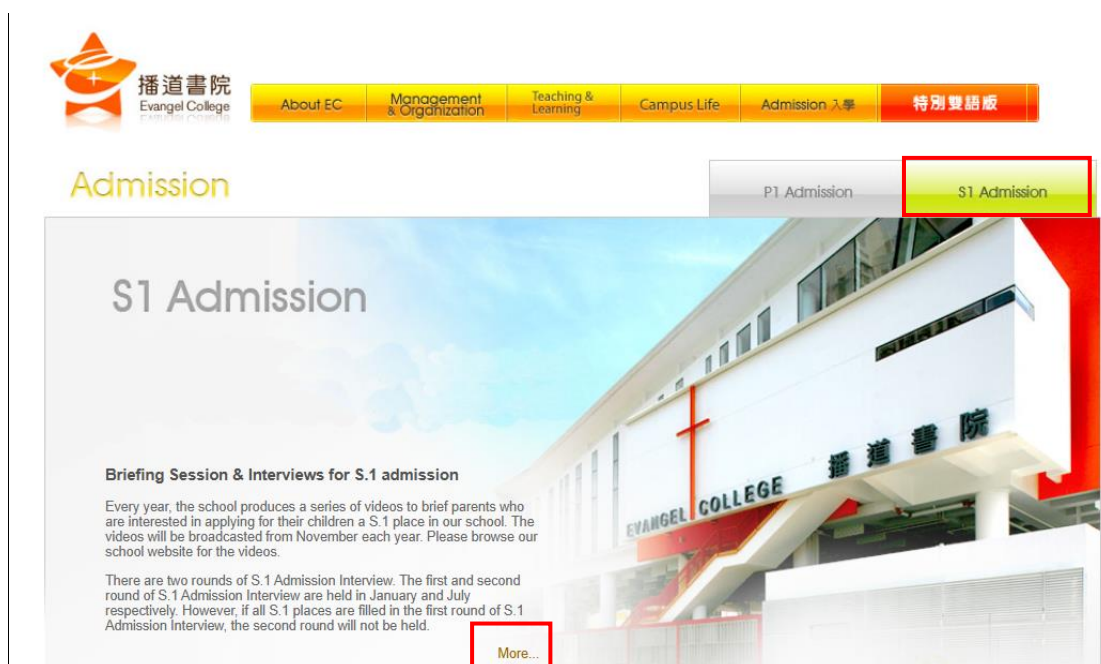 播道書院
Evangel College
About EC
Management
& Organization
Teaching &
Learning
Campus Life
Admission 入學
特別雙語版
Admission
P1 Admission
S1 Admission
S1 Admission
Briefing Session & Interviews for S.1 admission
Every year, the school produces a series of videos to brief parents who
are interested in applying for their children a S.1 place in our school. The
videos will be broadcasted from November each year. Please browse our
school website for the videos.
There are two rounds of S.1 Admission Interview. The first and second
round of S.1 Admission Interview are held in January and July
respectively. However, if all S.1 places are filled in the first round of S.1
Admission Interview, the second round will not be held.
More...
EVANGEL COLLEGE 播道書院